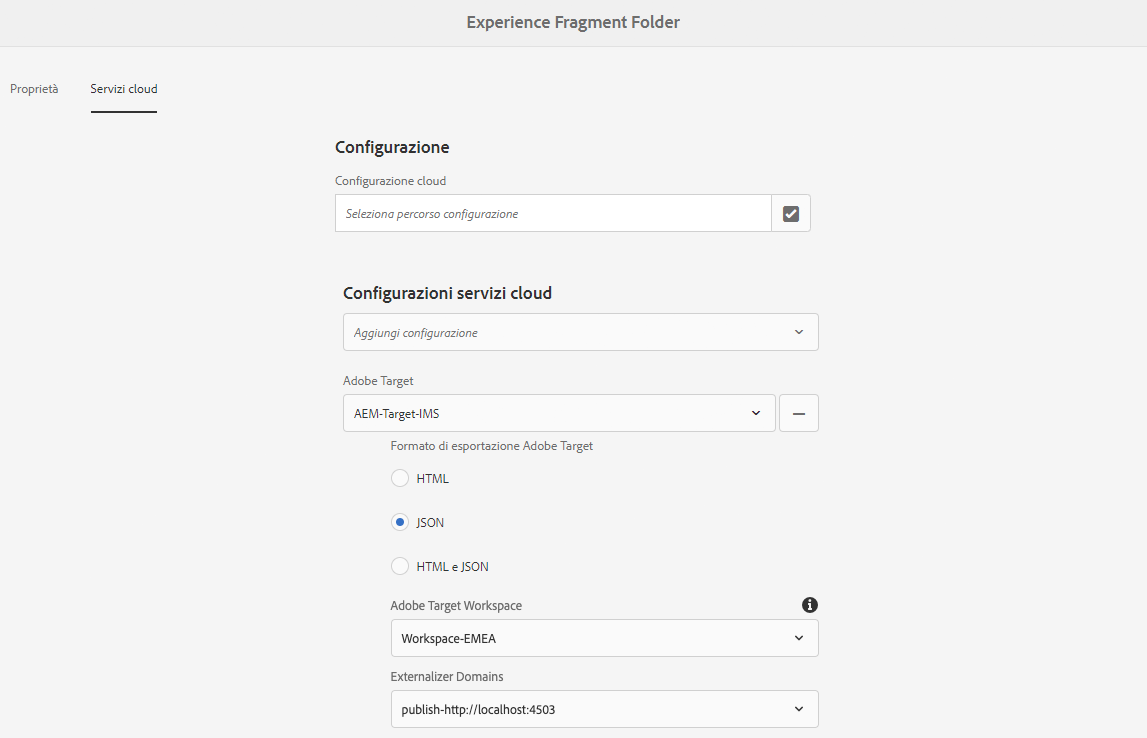 Experience Fragment Folder
Proprietà
Servizi cloud
Configurazione
Configurazione cloud
Seleziona percorso configurazione
Configurazioni servizi cloud
Aggiungi configurazione
Adobe Target
AEM-Target-IMS
Formato di esportazione Adobe Target
HTML
JSON
HTML e JSON
Adobe Target Workspace
Workspace-EMEA
Externalizer Domains
publish-http://localhost:4503